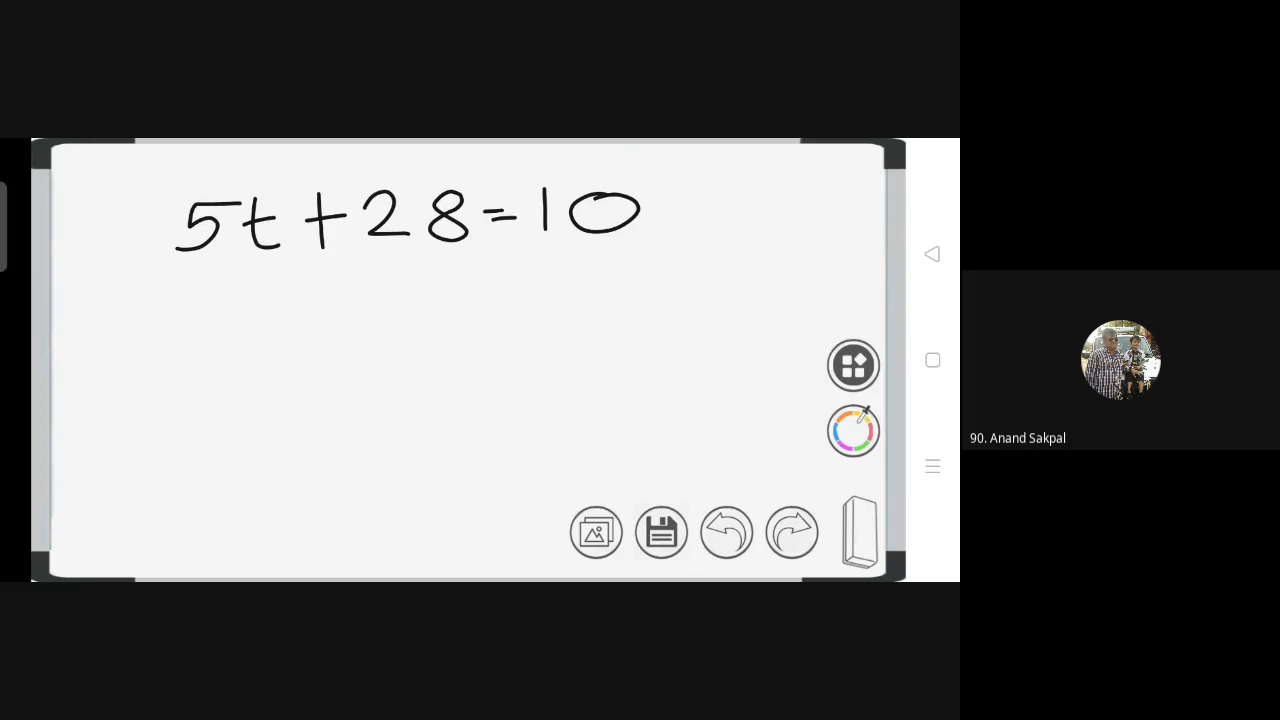 5t + 28 = 10
90. Anand Sakpal